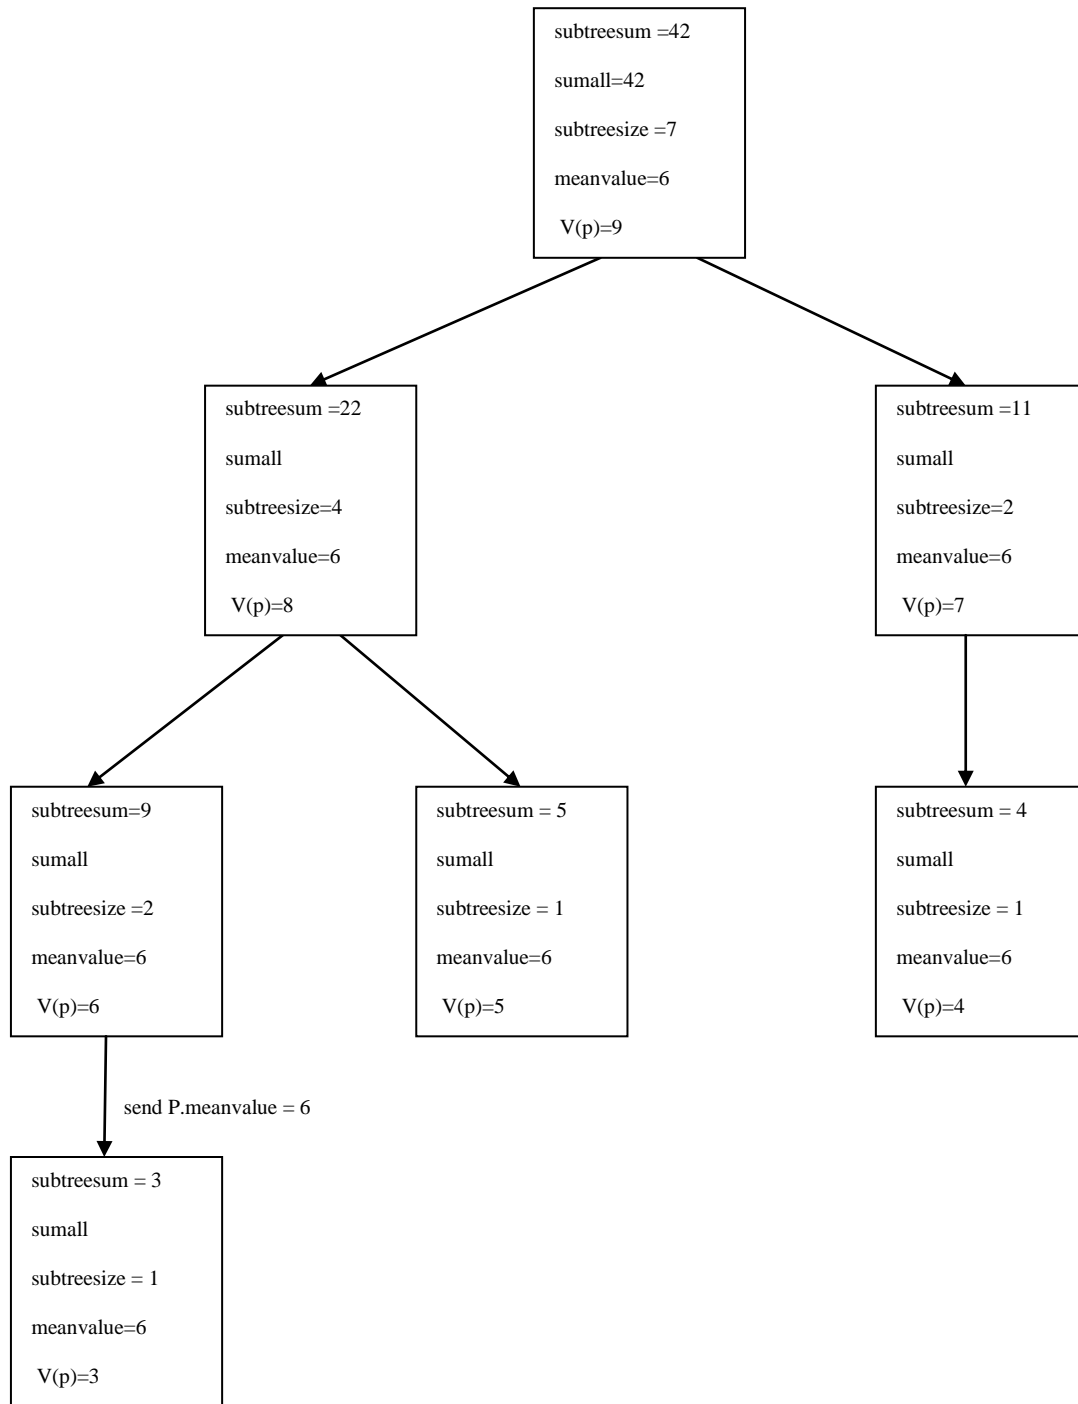 subtreesum =42
sumall=42
subtreesize =7
meanvalue=6
V(p)=9
subtreesum =22
sumall
subtreesize=4
meanvalue=6
V(p)=8
subtreesum =11
sumall
subtreesize=2
meanvalue=6
V(p)=7
subtreesum=9
sumall
subtreesize =2
meanvalue=6
V(p)=6
subtreesum = 5
sumall
subtreesize = 1
meanvalue=6
V(p)=5
subtreesum = 4
sumall
subtreesize = 1
meanvalue=6
V(p)=4
send P.meanvalue = 6
subtreesum = 3
sumall
subtreesize = 1
meanvalue=6
V(p)=3